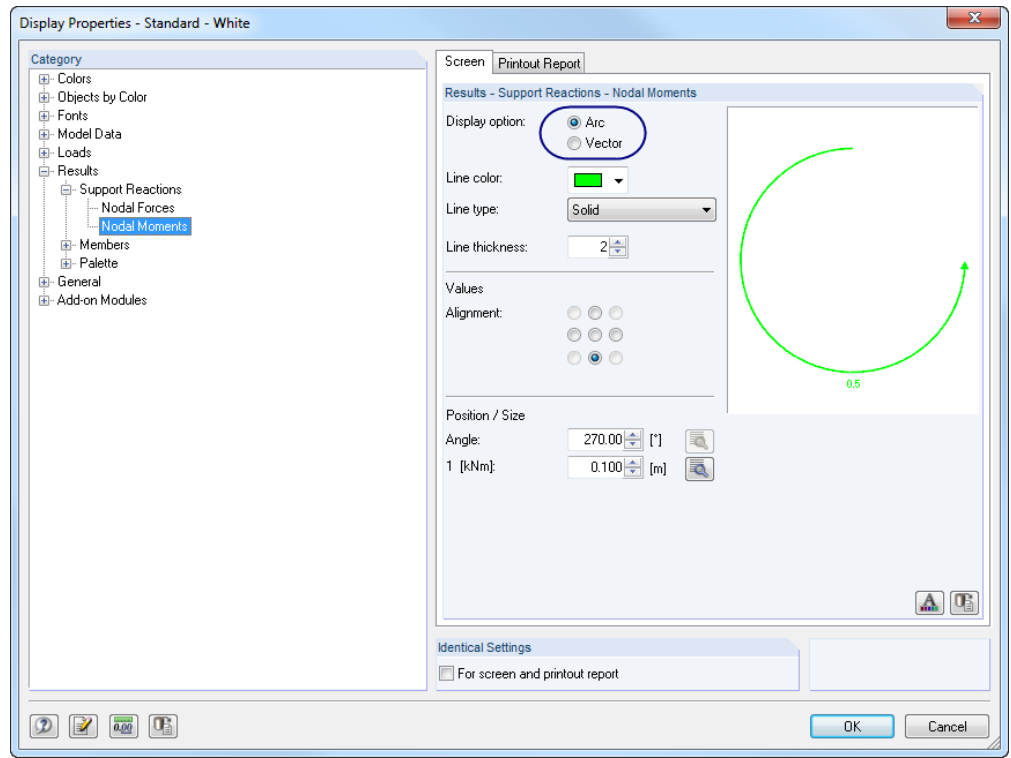 Display Properties - Standard - White
Category
Colors
Objects by Color
Fonts
Model Data
Loads
Results
Support Reactions
Nodal Forces
Nodal Moments
Members
Palette
General
Add-on Modules
Screen
Printout Report
Results - Support Reactions - Nodal Moments
Display option:
Arc
Vector
Line color:
Line type:
Solid
Line thickness:
2
Values
Alignment:
0.5
Position / Size
Angle:
270.00
[°]
1 [kNm]:
0.100
[m]
Identical Settings
For screen and printout report
0.00
OK
Cancel